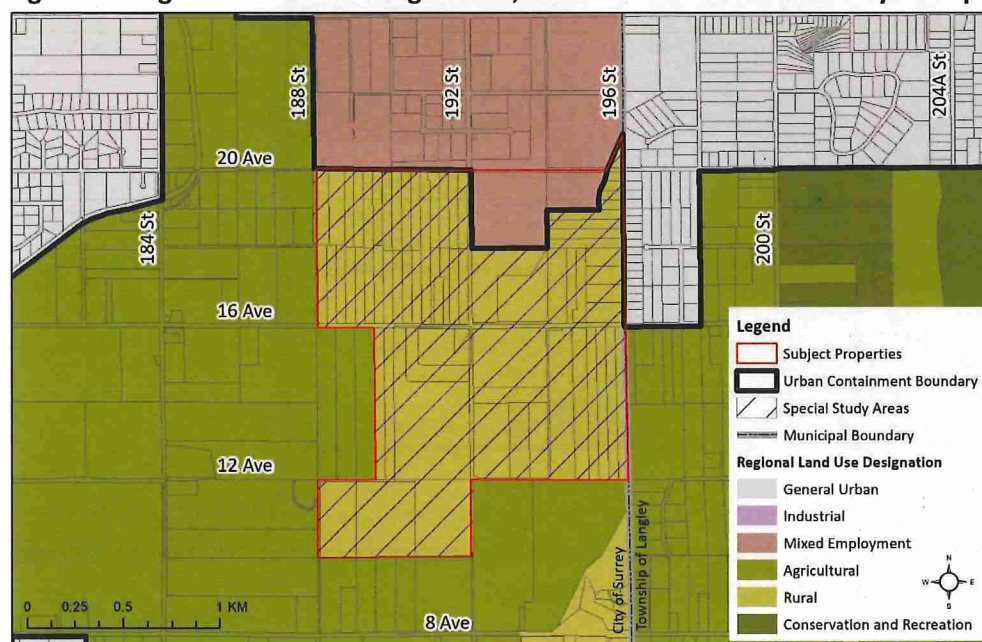 188 St
192 St
196 St
204A St
20 Ave
184 St
200 St
16 Ave
12 Ave
8 Ave
City of Surrey
Township of Langley
0 0.25 0.5 1 KM
Legend
Subject Properties
Urban Containment Boundary
Special Study Areas
Municipal Boundary
Regional Land Use Designation
General Urban
Industrial
Mixed Employment
Agricultural
Rural
Conservation and Recreation
N
W E
S